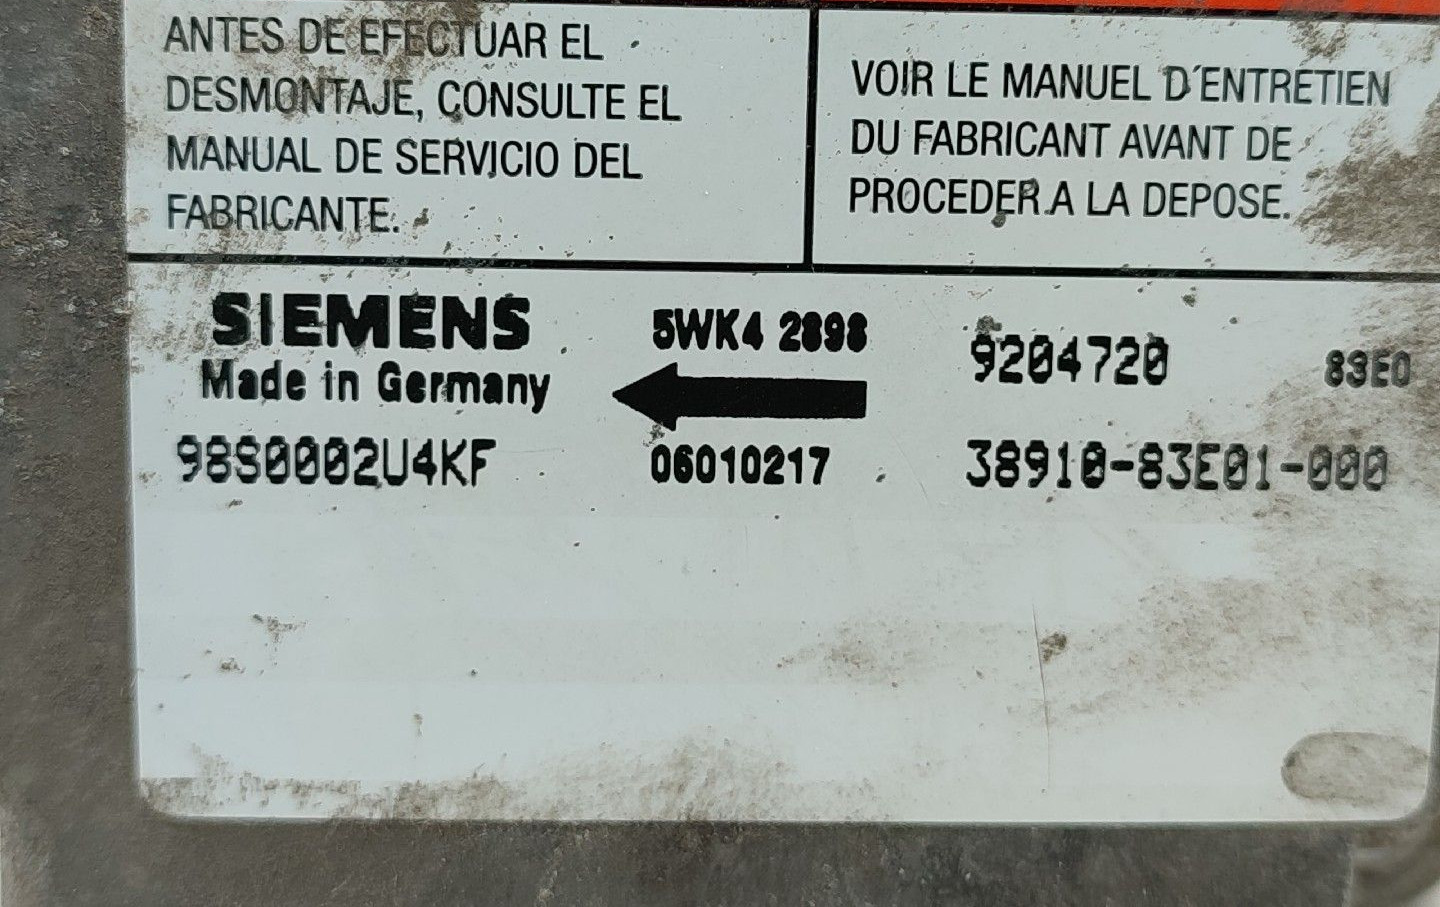 ANTES DE EFECTUAR EL
DESMONTAJE, CONSULTE EL
MANUAL DE SERVICIO DEL
FABRICANTE.
VOIR LE MANUEL D´ENTRETIEN
DU FABRICANT AVANT DE
PROCEDER A LA DEPOSE.
SIEMENS
Made in Germany
98S0002U4KF
5WK4 2898
06010217
9204720 83E0
38910-83E01-000